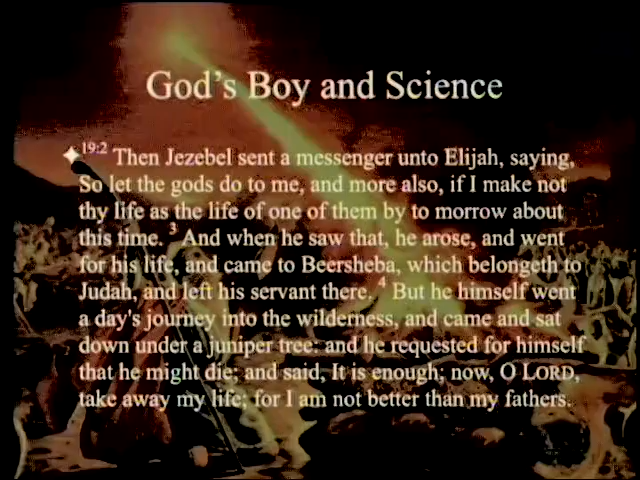 God's Boy and Science
19:2 Then Jezebel sent a messenger unto Elijah, saying,
So let the gods do to me, and more also, if I make not
thy life as the life of one of them by to morrow about
this time. 3 And when he saw that, he arose, and went
for his life, and came to Beersheba, which belongeth to
Judah, and left his servant there. 4 But he himself went
a day's journey into the wilderness, and came and sat
down under a juniper tree: and he requested for himself
that he might die; and said, It is enough; now, O LORD,
take away my life; for I am not better than my fathers.